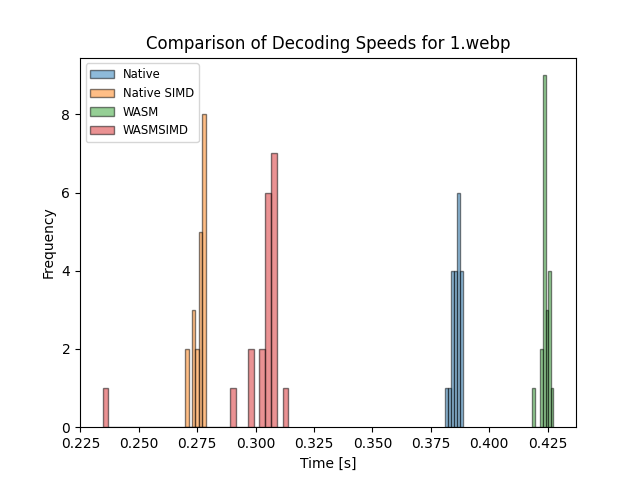 Comparison of Decoding Speeds for 1.webp
Native
Native SIMD
WASM
WASMSIMD
Frequency
8
6
4
2
0
0.225 0.250 0.275 0.300 0.325 0.350 0.375 0.400 0.425
Time [s]